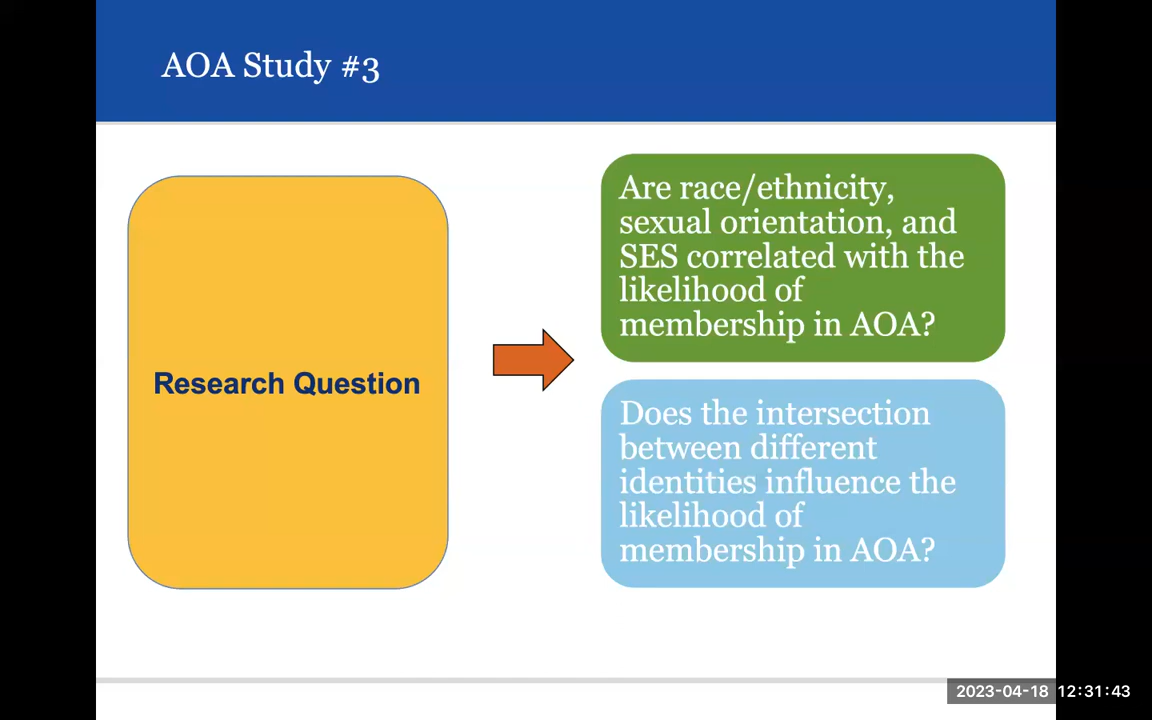 AOA Study #3
Research Question
Are race/ethnicity,
sexual orientation, and
SES correlated with the
likelihood of
membership in AOA?
Does the intersection
between different
identities influence the
likelihood of
membership in AOA?
2023-04-18 12:31:43